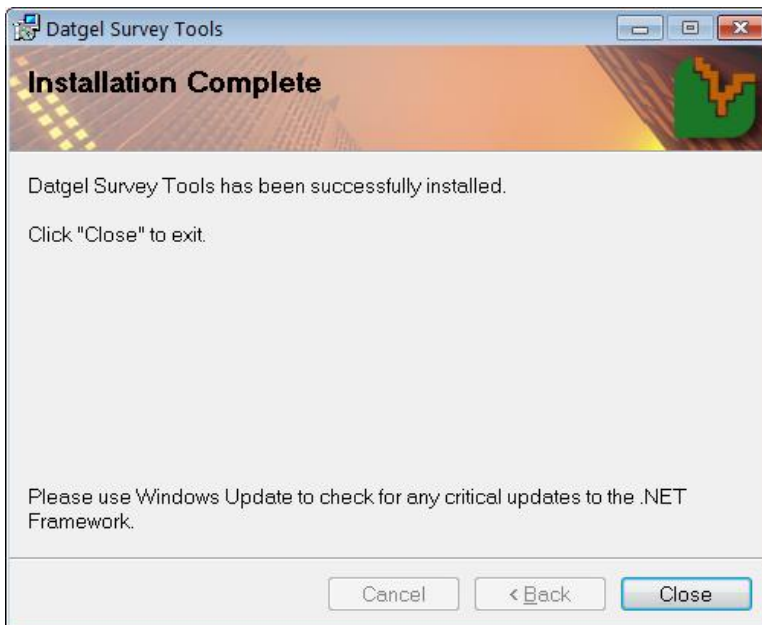 Datgel Survey Tools
Installation Complete
Datgel Survey Tools has been successfully installed.
Click "Close" to exit.
Please use Windows Update to check for any critical updates to the .NET
Framework.
Cancel
< Back
Close